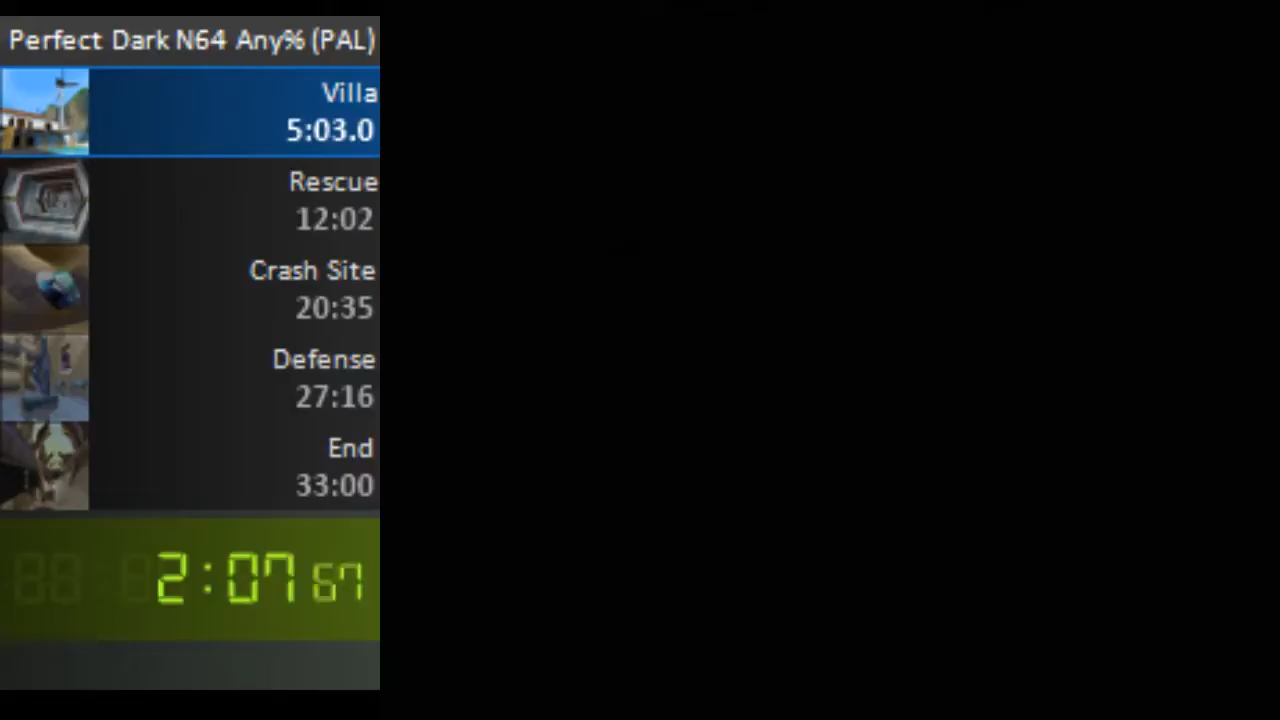 Perfect Dark N64 Any% (PAL)
Villa
5:03.0
Rescue
12:02
Crash Site
20:35
Defense
27:16
End
33:00
2:07 67